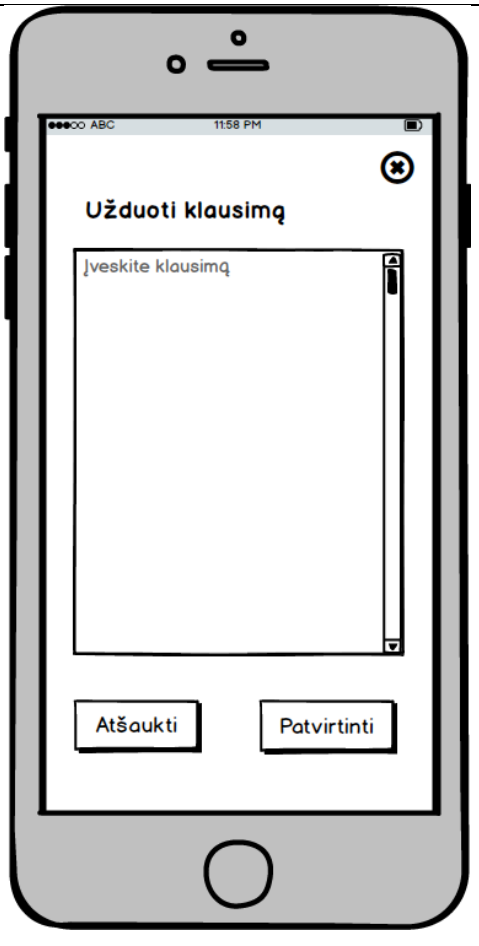 ABC 11:58 PM
Užduoti klausimą
Įveskite klausimą
Atšaukti Patvirtinti